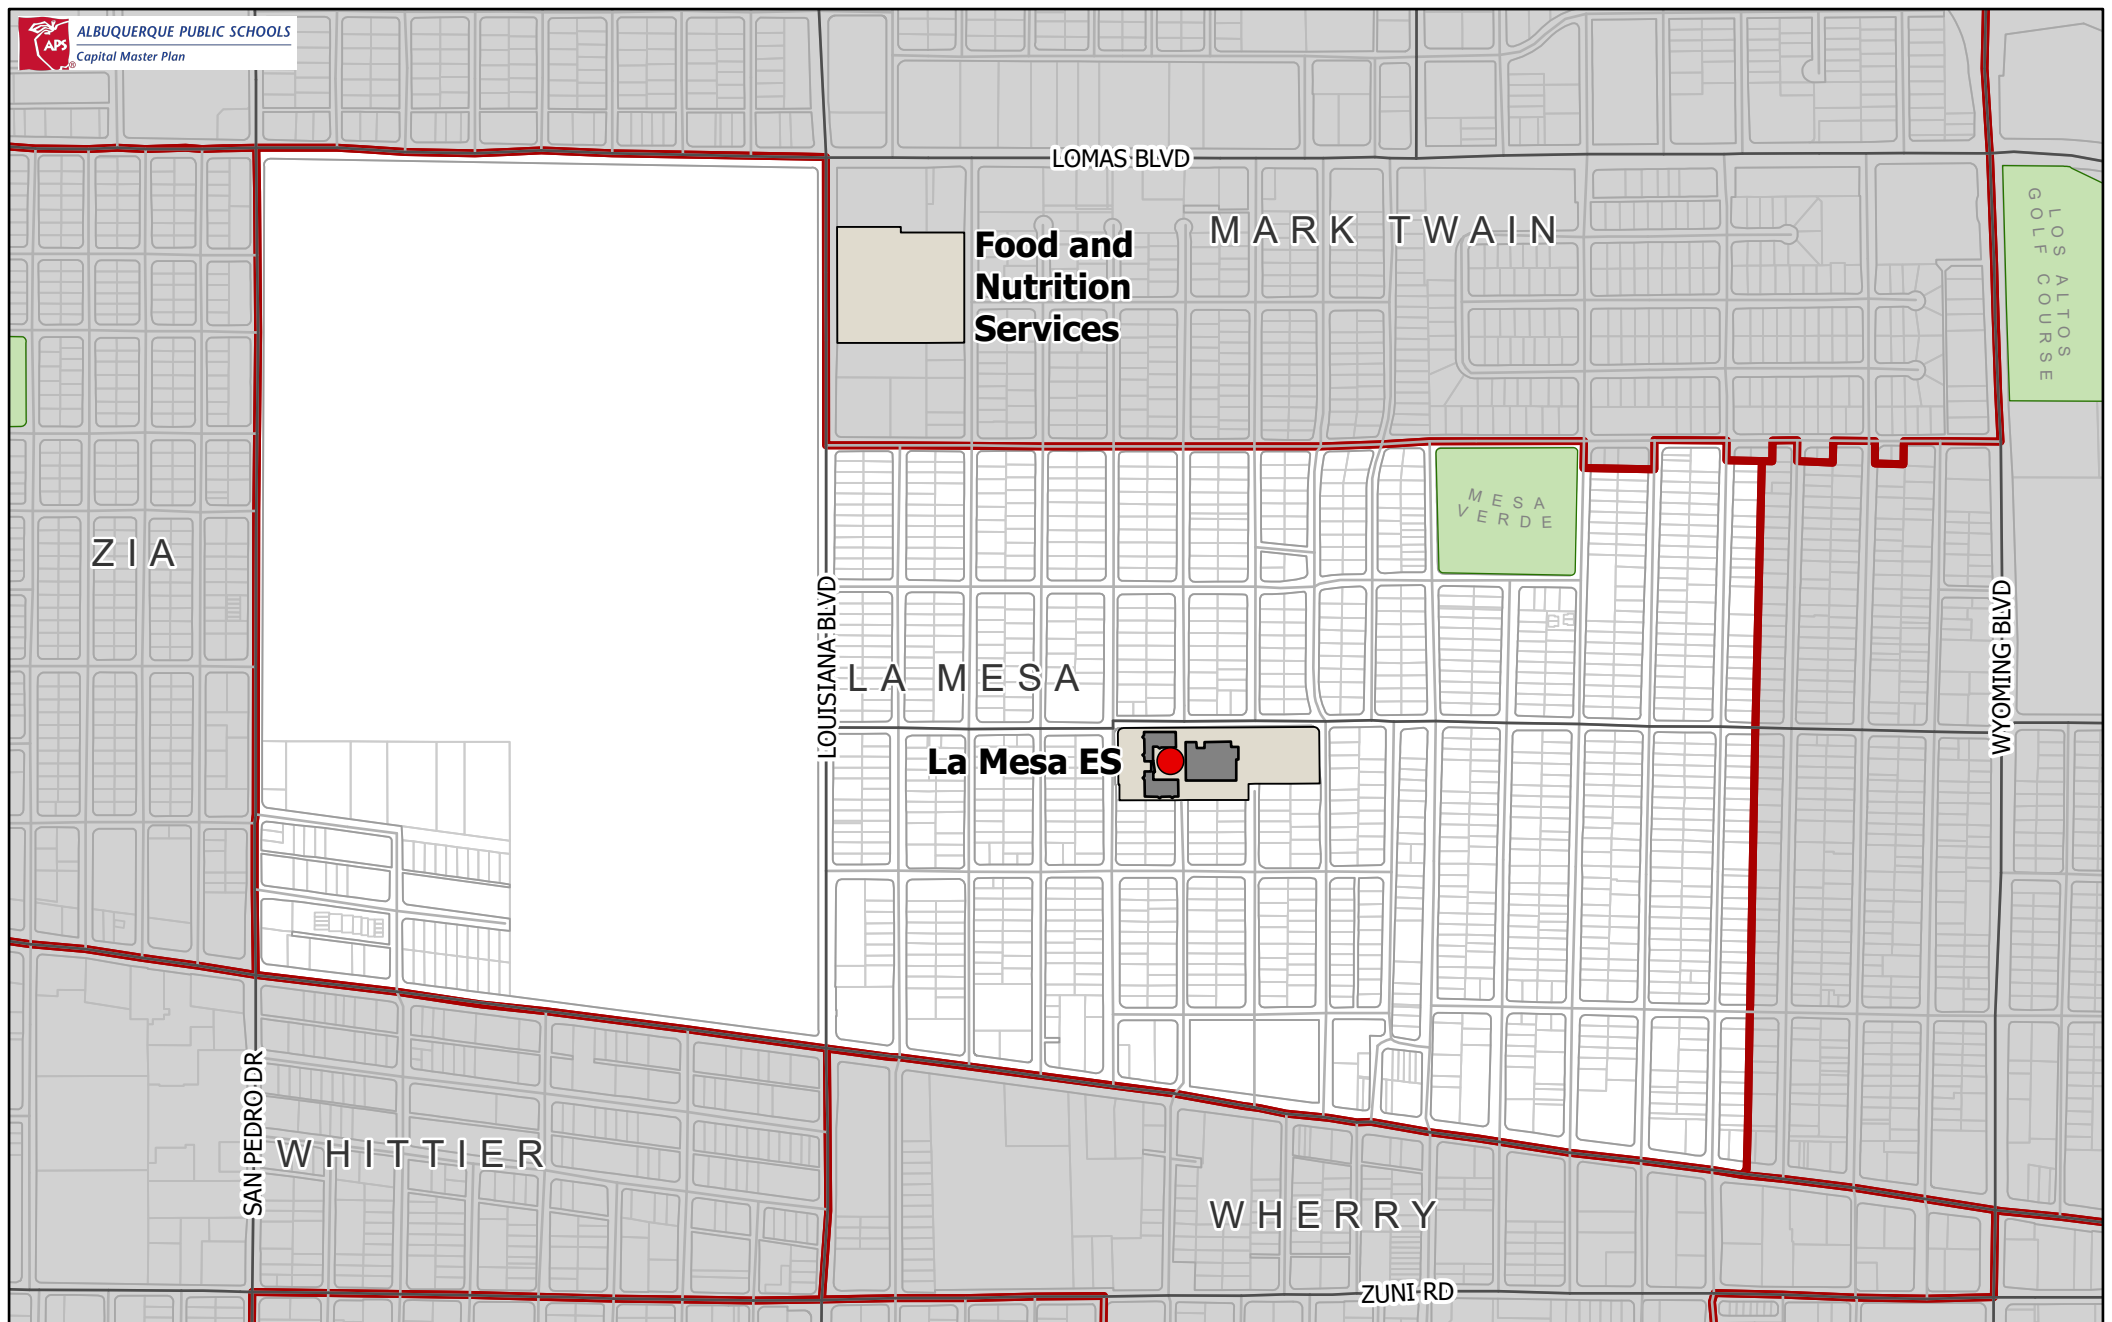 APS
ALBUQUERQUE PUBLIC SCHOOLS
Capital Master Plan
LOMAS BLVD
MARK TWAIN
LOS ALTOS
GOLF COURSE
Food and
Nutrition
Services
MESA
VERDE
ZIA
LOUISIANA BLVD
WYOMING BLVD
LA MESA
La Mesa ES
SAN PEDRO DR
WHITTIER
WHERRY
ZUNI RD